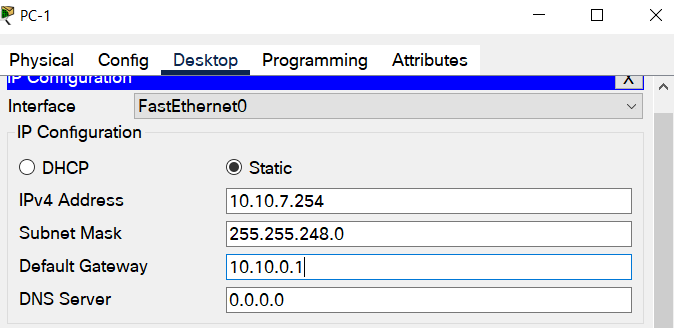 PC-1
Physical Config Desktop Programming Attributes
IP Configuration X
Interface FastEthernet0
IP Configuration
DHCP Static
IPv4 Address 10.10.7.254
Subnet Mask 255.255.248.0
Default Gateway 10.10.0.1
DNS Server 0.0.0.0